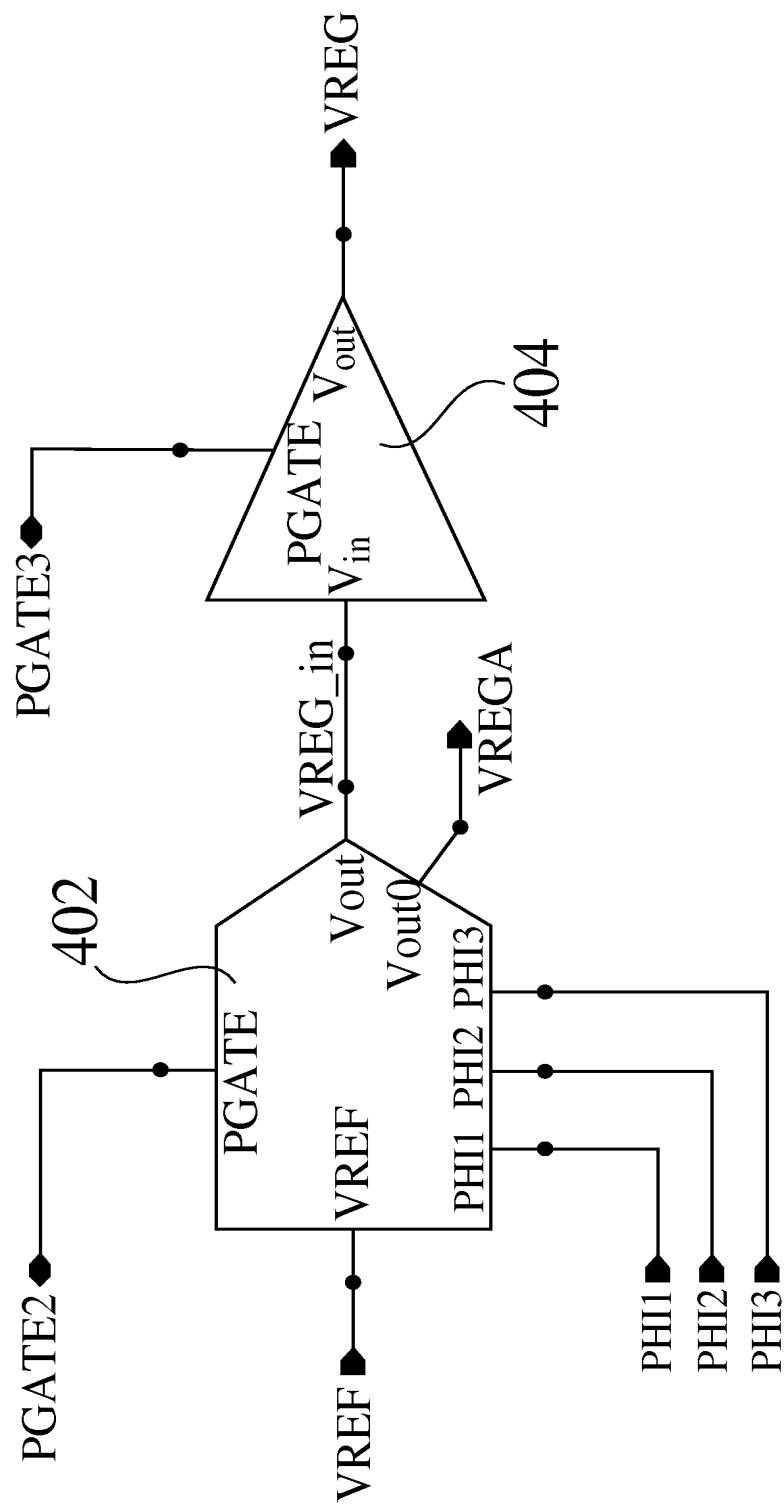 PGATE2
402
PGATE3
PGATE
VREF
VREF
Vout
Vout0
PHI1 PHI2 PHI3
VREG_in
VREGA
PGATE
Vin
Vout
VREG
404
PHI1
PHI2
PHI3